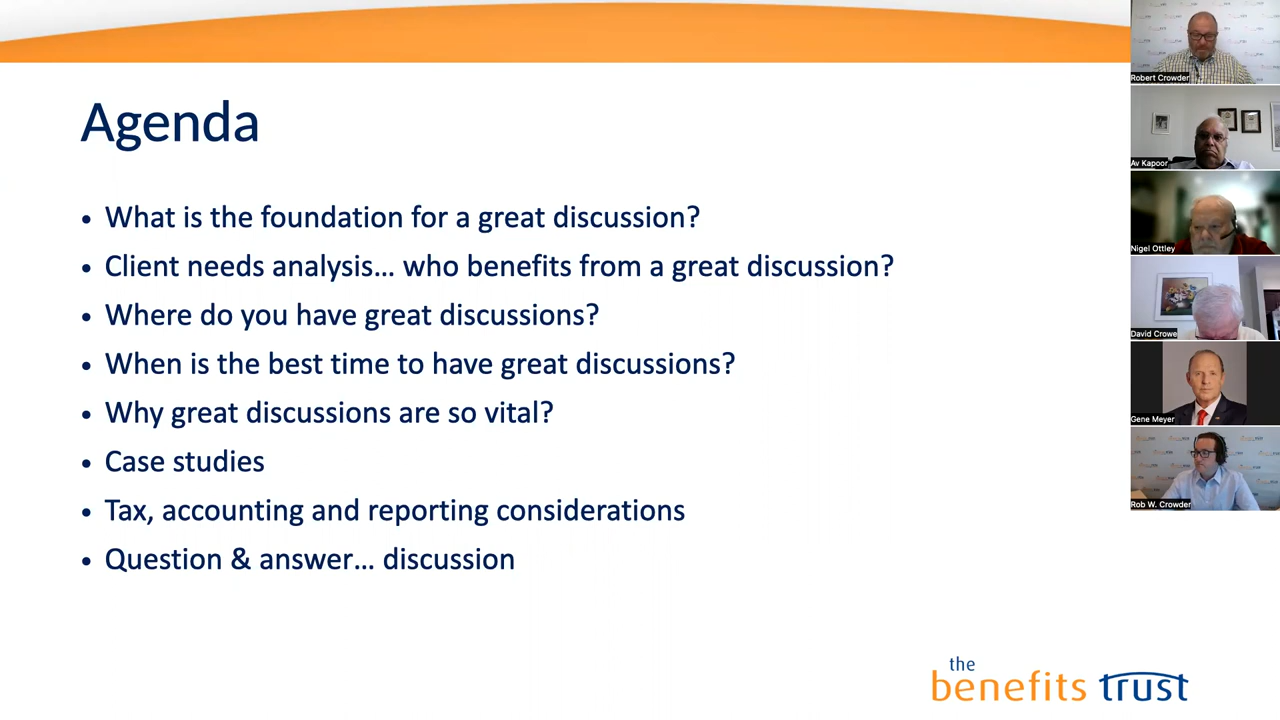 Agenda
• What is the foundation for a great discussion?
• Client needs analysis... who benefits from a great discussion?
• Where do you have great discussions?
• When is the best time to have great discussions?
• Why great discussions are so vital?
• Case studies
• Tax, accounting and reporting considerations
• Question & answer... discussion
the
benefits trust
Robert Crowder
Av Kapoor
Nigel Ottley
David Crowe
Gene Meyer
Rob W. Crowder